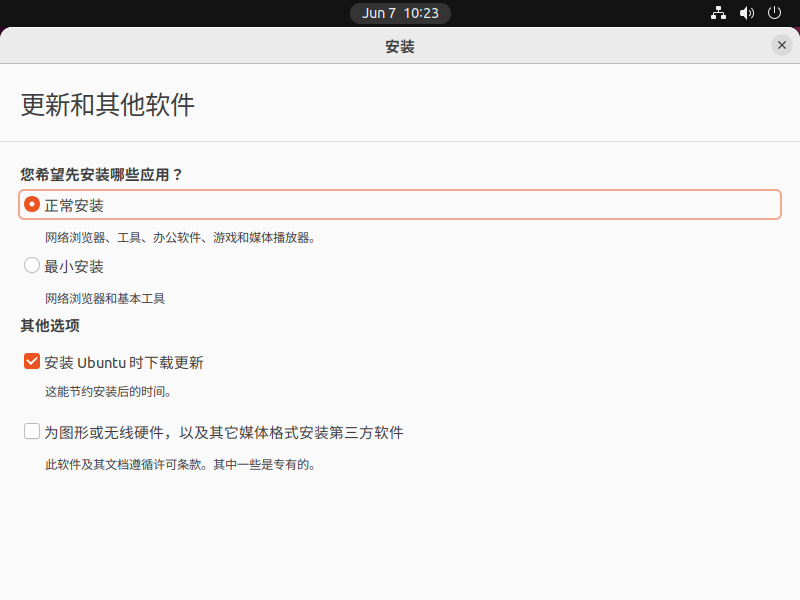 Jun 7 10:23
安装
更新和其他软件
您希望先安装哪些应用？
正常安装
网络浏览器、工具、办公软件、游戏和媒体播放器。
最小安装
网络浏览器和基本工具
其他选项
安装 Ubuntu 时下载更新
这能节约安装后的时间。
为图形或无线硬件，以及其它媒体格式安装第三方软件
此软件及其文档遵循许可条款。其中一些是专有的。